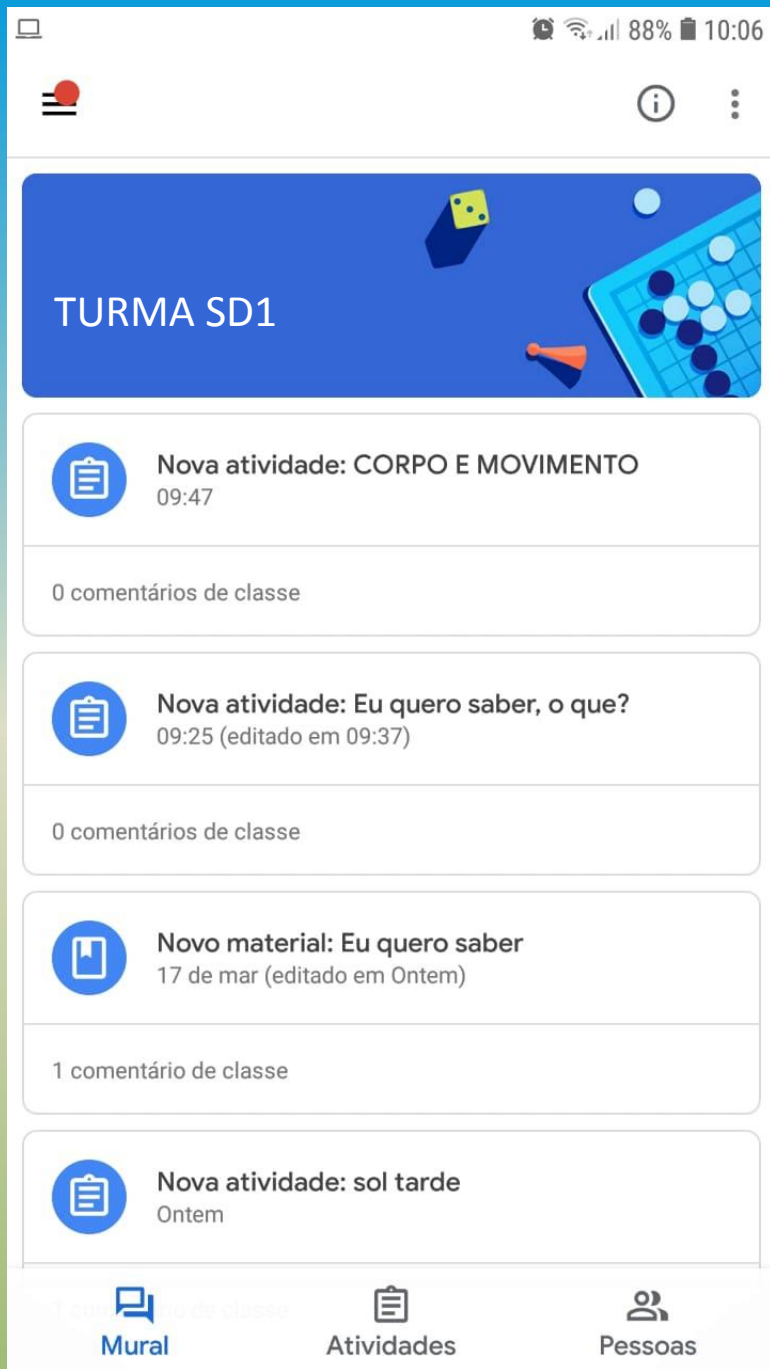 88% 10:06
TURMA SD1
Nova atividade: CORPO E MOVIMENTO
09:47
0 comentários de classe
Nova atividade: Eu quero saber, o que?
09:25 (editado em 09:37)
0 comentários de classe
Novo material: Eu quero saber
17 de mar (editado em Ontem)
1 comentário de classe
Nova atividade: sol tarde
Ontem
Mural Atividades Pessoas